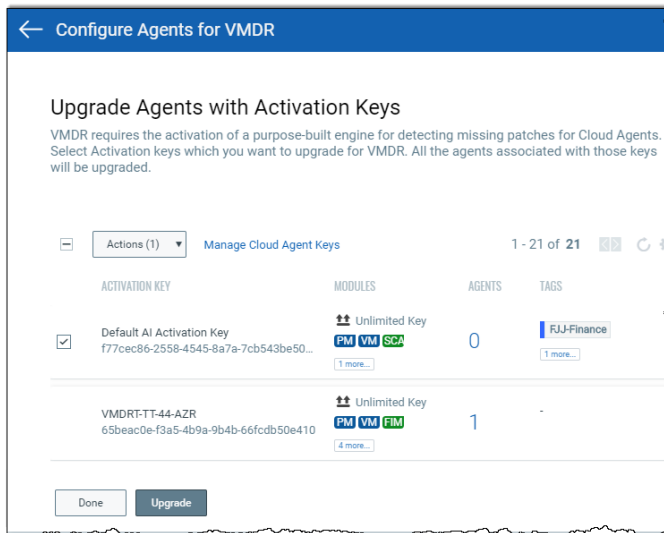 Configure Agents for VMDR
Upgrade Agents with Activation Keys
VMDR requires the activation of a purpose-built engine for detecting missing patches for Cloud Agents.
Select Activation keys which you want to upgrade for VMDR. All the agents associated with those keys
will be upgraded.
Actions (1) Manage Cloud Agent Keys 1 - 21 of 21
ACTIVATION KEY MODULES AGENTS TAGS
Default AI Activation Key
f77cec86-2558-4545-8a7a-7cb543be50...
Unlimited Key
PM VM SCA
1 more...
0
FJJ-Finance
1 more...
VMDRT-TT-44-AZR
65beac0e-f3a5-4b9a-9b4b-66fcdb50e410
Unlimited Key
PM VM FIM
4 more...
1
-
Done Upgrade